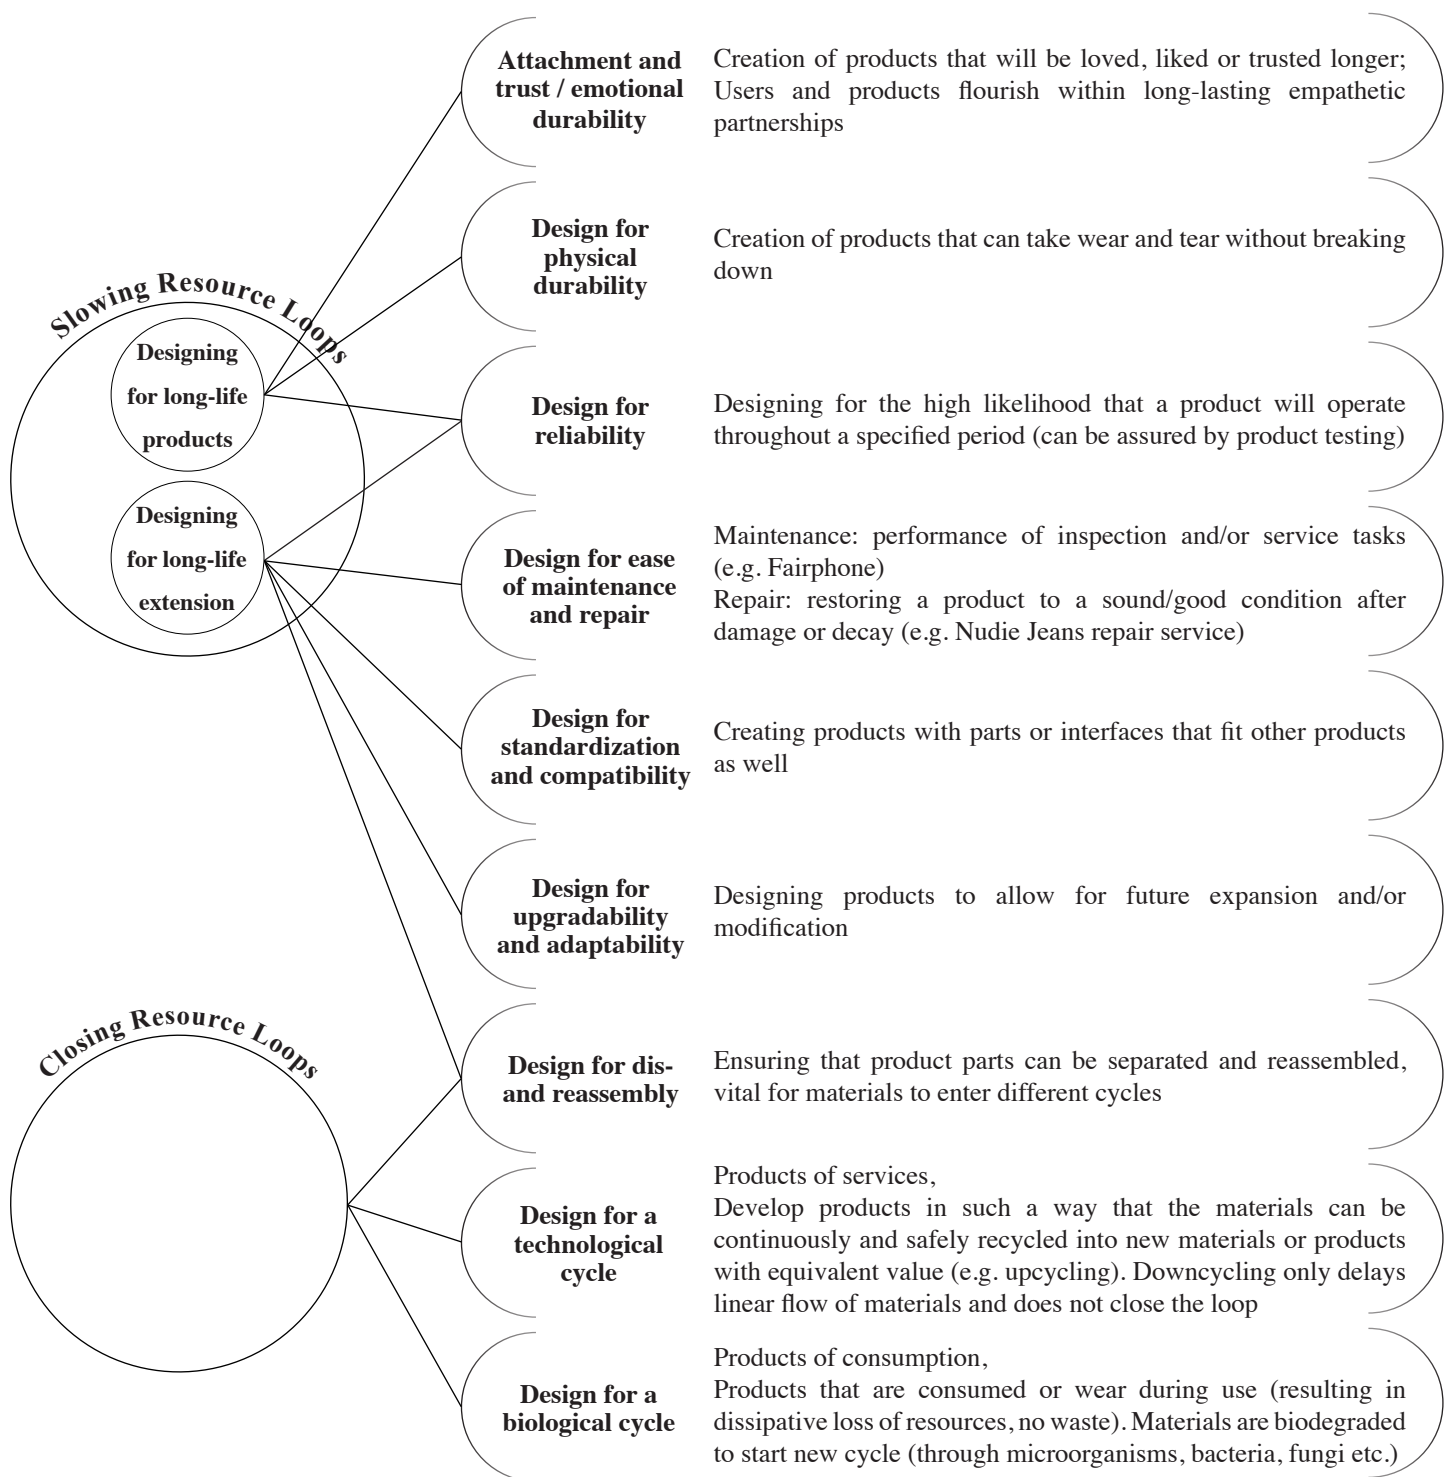 Slowing Resource Loops
Designing
for long-life
products
Designing
for long-life
extension
Closing Resource Loops
Attachment and
trust / emotional
durability
Creation of products that will be loved, liked or trusted longer;
Users and products flourish within long-lasting empathetic
partnerships
Design for
physical
durability
Creation of products that can take wear and tear without breaking
down
Design for
reliability
Designing for the high likelihood that a product will operate
throughout a specified period (can be assured by product testing)
Design for ease
of maintenance
and repair
Maintenance: performance of inspection and/or service tasks
(e.g. Fairphone)
Repair: restoring a product to a sound/good condition after
damage or decay (e.g. Nudie Jeans repair service)
Design for
standardization
and compatibility
Creating products with parts or interfaces that fit other products
as well
Design for
upgradability
and adaptability
Designing products to allow for future expansion and/or
modification
Design for dis-
and reassembly
Ensuring that product parts can be separated and reassembled,
vital for materials to enter different cycles
Design for a
technological
cycle
Products of services,
Develop products in such a way that the materials can be
continuously and safely recycled into new materials or products
with equivalent value (e.g. upcycling). Downcycling only delays
linear flow of materials and does not close the loop
Design for a
biological cycle
Products of consumption,
Products that are consumed or wear during use (resulting in
dissipative loss of resources, no waste). Materials are biodegraded
to start new cycle (through microorganisms, bacteria, fungi etc.)